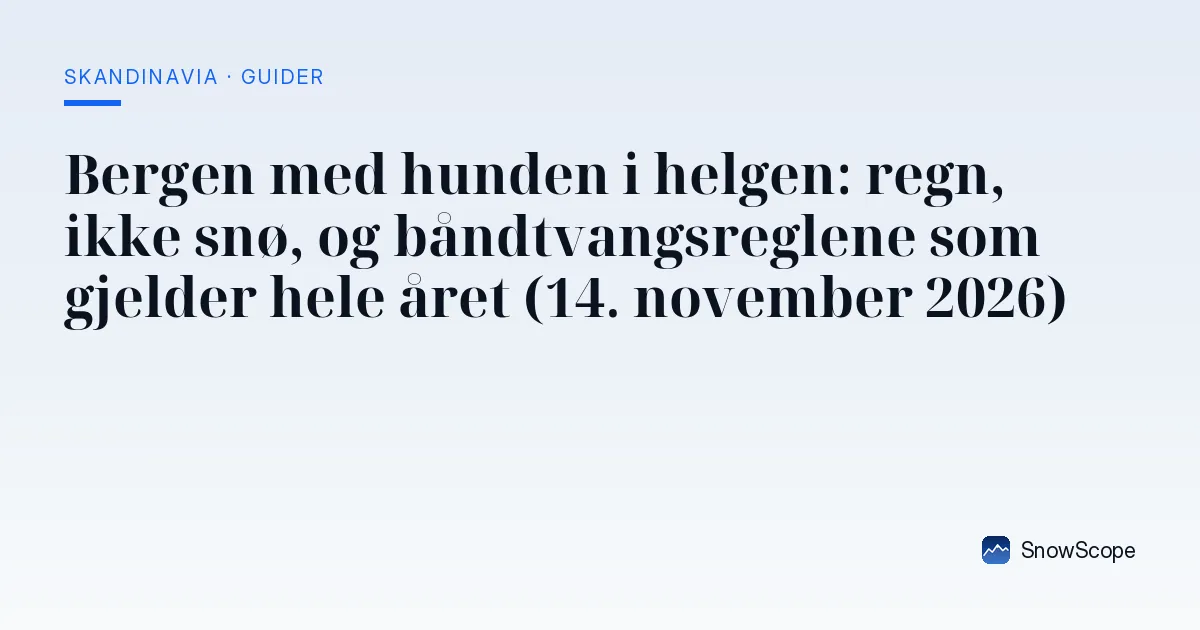 SKANDINAVIA · GUIDER
Bergen med hunden i helgen: regn,
ikke snø, og båndtvangsreglene som
gjelder hele året (14. november 2026)
SnowScope